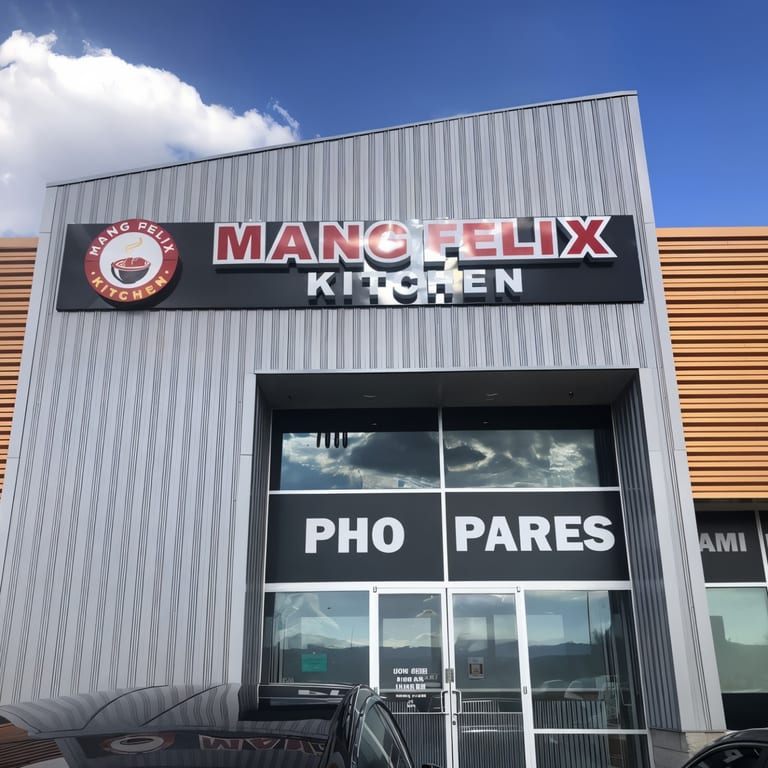 MANG FELIX
KITCHEN
MANG FELIX
KITCHEN
PHO
PARES
AMI